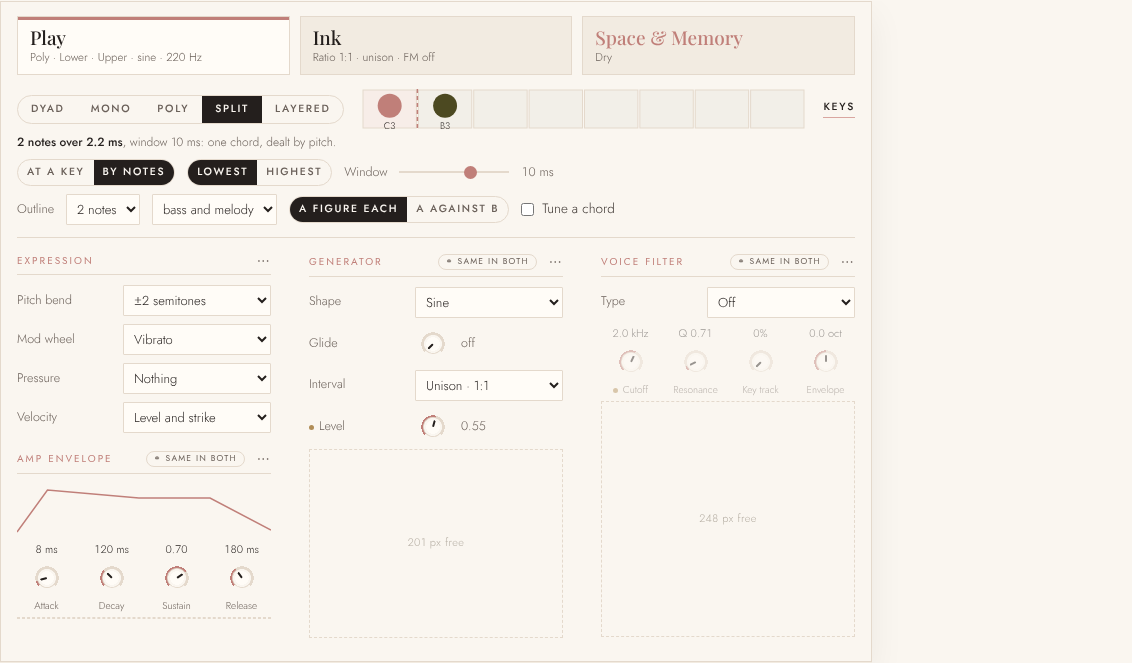 Play
Poly · Lower · Upper · sine · 220 Hz
Ink
Ratio 1:1 · unison · FM off
Space & Memory
Dry
DYAD MONO POLY SPLIT LAYERED
C3 B3
KEYS
2 notes over 2.2 ms, window 10 ms: one chord, dealt by pitch.
AT A KEY BY NOTES LOWEST HIGHEST Window 10 ms
Outline 2 notes bass and melody A FIGURE EACH A AGAINST B Tune a chord
EXPRESSION ···
Pitch bend ±2 semitones
Mod wheel Vibrato
Pressure Nothing
Velocity Level and strike
AMP ENVELOPE SAME IN BOTH ···
8 ms 120 ms 0.70 180 ms
Attack Decay Sustain Release
GENERATOR SAME IN BOTH ···
Shape Sine
Glide off
Interval Unison · 1:1
Level 0.55
201 px free
VOICE FILTER SAME IN BOTH ···
Type Off
2.0 kHz Q 0.71 0% 0.0 oct
Cutoff Resonance Key track Envelope
248 px free